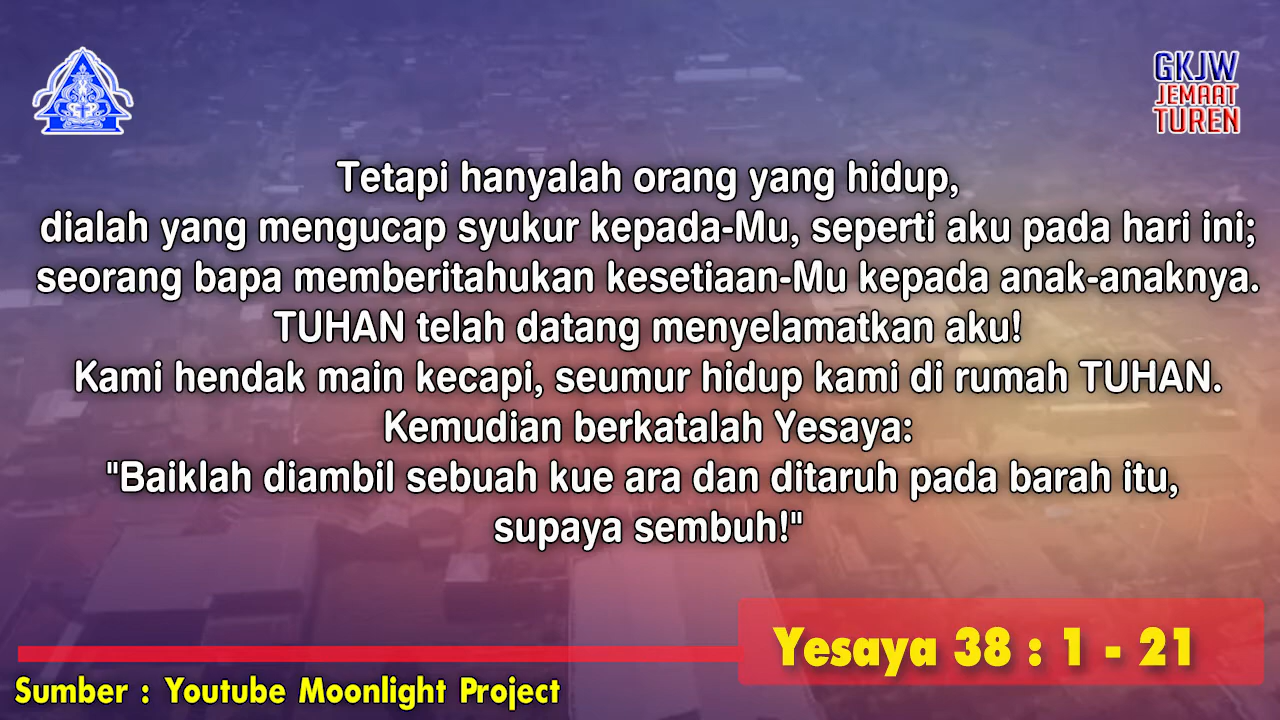 GKJW
JEMAAT
TUREN
Tetapi hanyalah orang yang hidup,
dialah yang mengucap syukur kepada-Mu, seperti aku pada hari ini;
seorang bapa memberitahukan kesetiaan-Mu kepada anak-anaknya.
TUHAN telah datang menyelamatkan aku!
Kami hendak main kecapi, seumur hidup kami di rumah TUHAN.
Kemudian berkatalah Yesaya:
"Baiklah diambil sebuah kue ara dan ditaruh pada barah itu,
supaya sembuh!"
Yesaya 38 : 1 - 21
Sumber : Youtube Moonlight Project